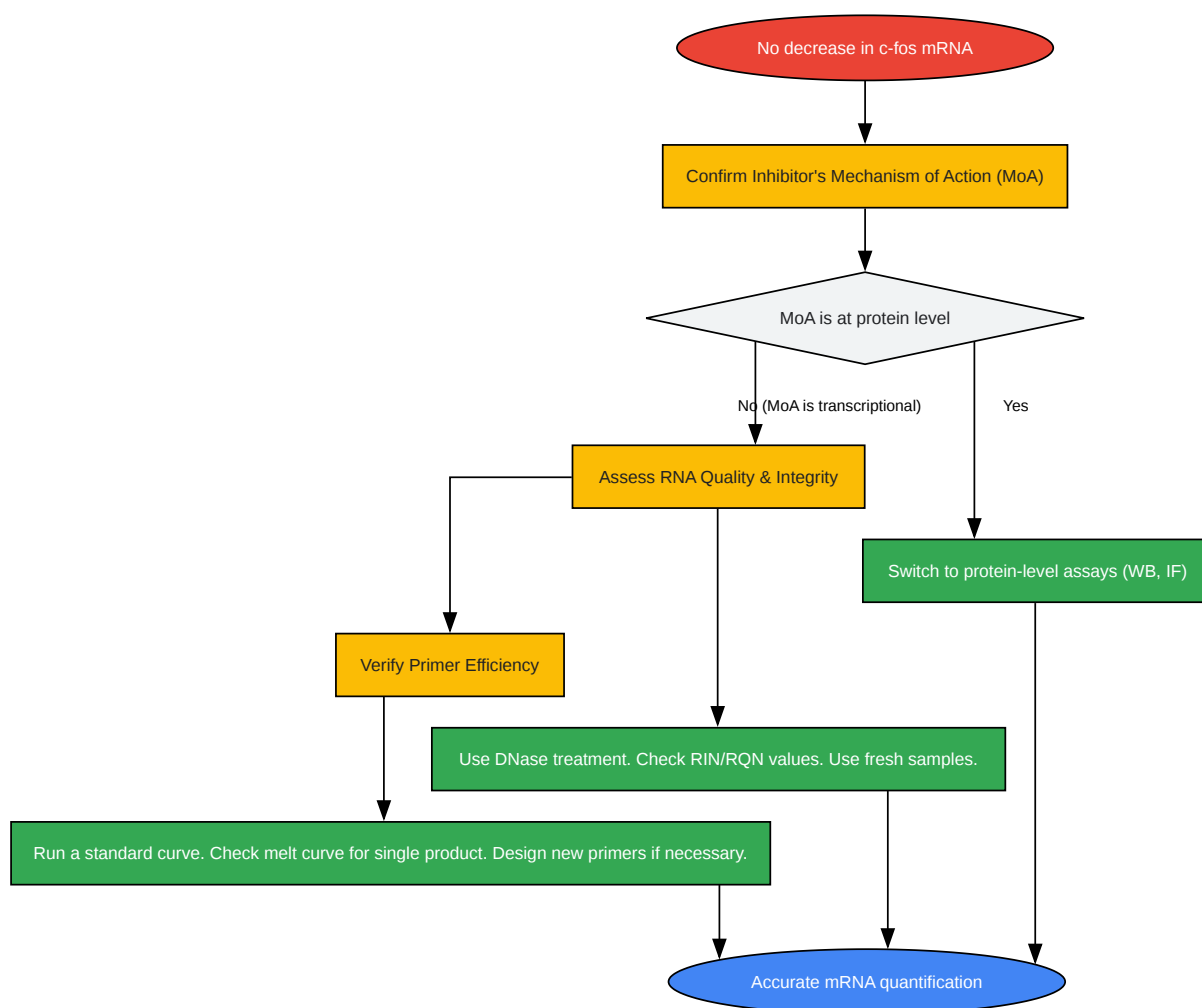 No decrease in c-fos mRNA
Confirm Inhibitor's Mechanism of Action (MoA)
MoA is at protein level
No (MoA is transcriptional)
Yes
Assess RNA Quality & Integrity
Switch to protein-level assays (WB, IF)
Verify Primer Efficiency
Use DNase treatment. Check RIN/RQN values. Use fresh samples.
Run a standard curve. Check melt curve for single product. Design new primers if necessary.
Accurate mRNA quantification